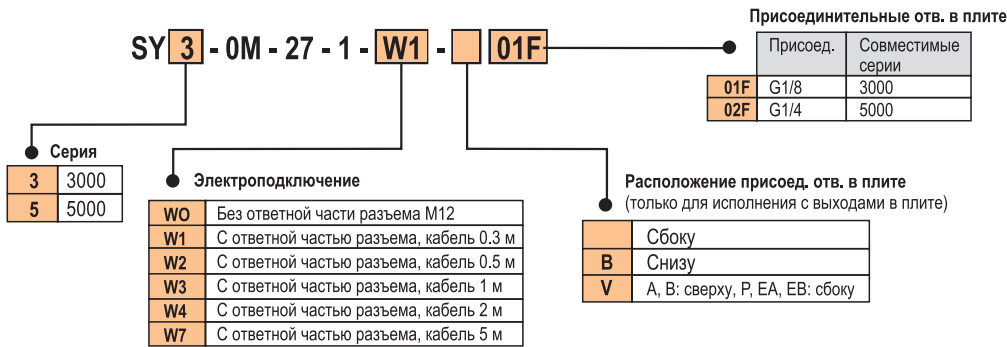 Присоединительные отв. в плите
SY 3 - 0M - 27 - 1 - W1 - 01F
Присоед. Совместимые серии
01F G1/8 3000
02F G1/4 5000
Серия
3 3000
5 5000
Электроподключение
WO Без ответной части разъема M12
W1 С ответной частью разъема, кабель 0.3 м
W2 С ответной частью разъема, кабель 0.5 м
W3 С ответной частью разъема, кабель 1 м
W4 С ответной частью разъема, кабель 2 м
W7 С ответной частью разъема, кабель 5 м
Расположение присоед. отв. в плите
(только для исполнения с выходами в плите)
Сбоку
B Снизу
V A, B: сверху, P, EA, EB: сбоку